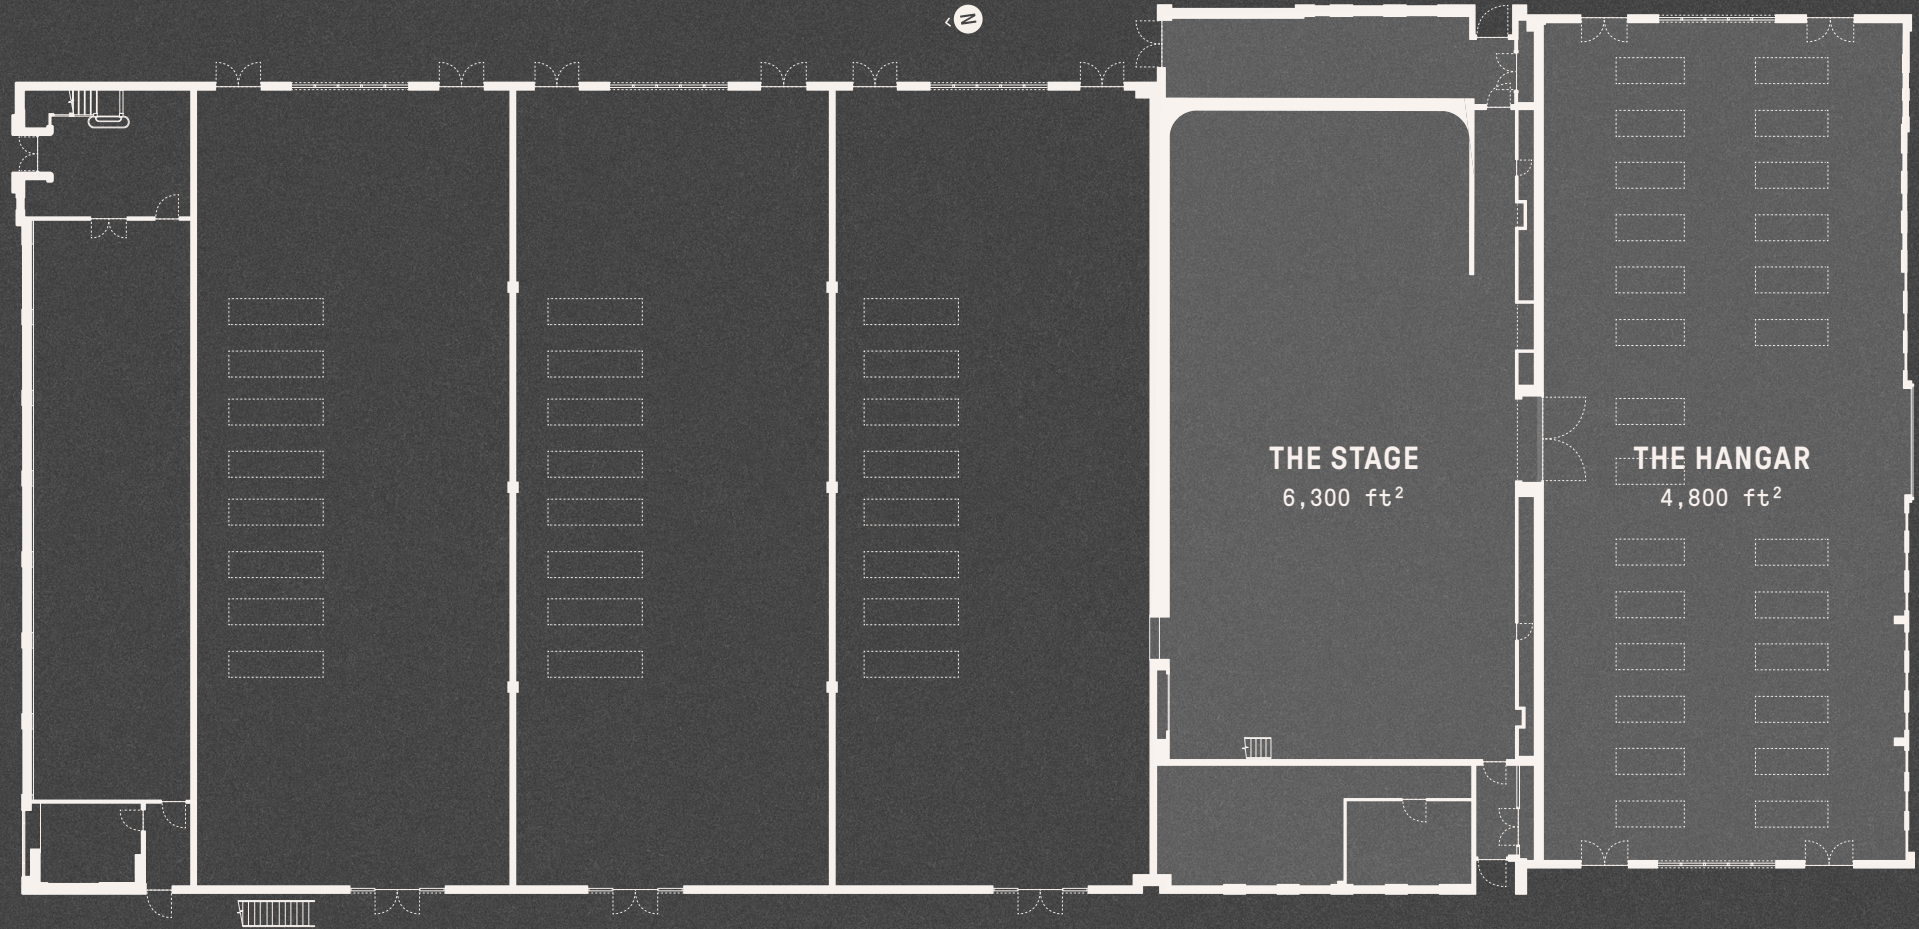 N
THE STAGE
6,300 ft²
THE HANGAR
4,800 ft²